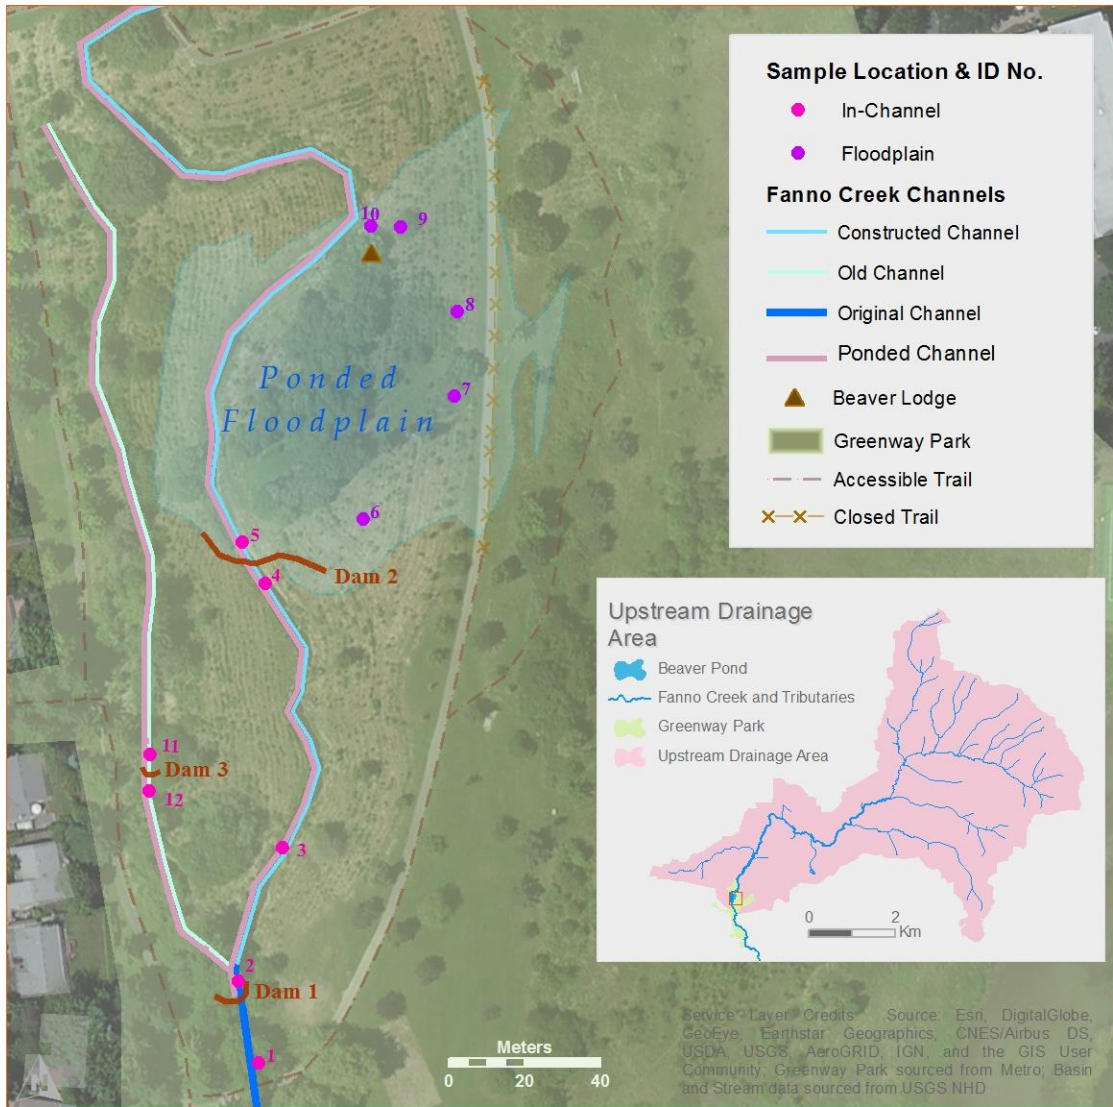 Sample Location & ID No.
In-Channel
Floodplain
Fanno Creek Channels
Constructed Channel
Old Channel
Original Channel
Ponded Channel
Beaver Lodge
Greenway Park
Accessible Trail
Closed Trail
10
9
8
7
Ponded
Floodplain
6
5
Dam 2
4
11
Dam 3
12
3
2
Dam 1
1
Meters
0 20 40
Upstream Drainage
Area
Beaver Pond
Fanno Creek and Tributaries
Greenway Park
Upstream Drainage Area
0 2
Km
Service Layer Credits Source: Esri, DigitalGlobe,
GeoEye, Earthstar Geographics, CNES/Airbus DS,
USDA, USGS, AeroGRID, IGN, and the GIS User
Community, Greenway Park sourced from Metro; Basin
and Stream data sourced from USGS NHD